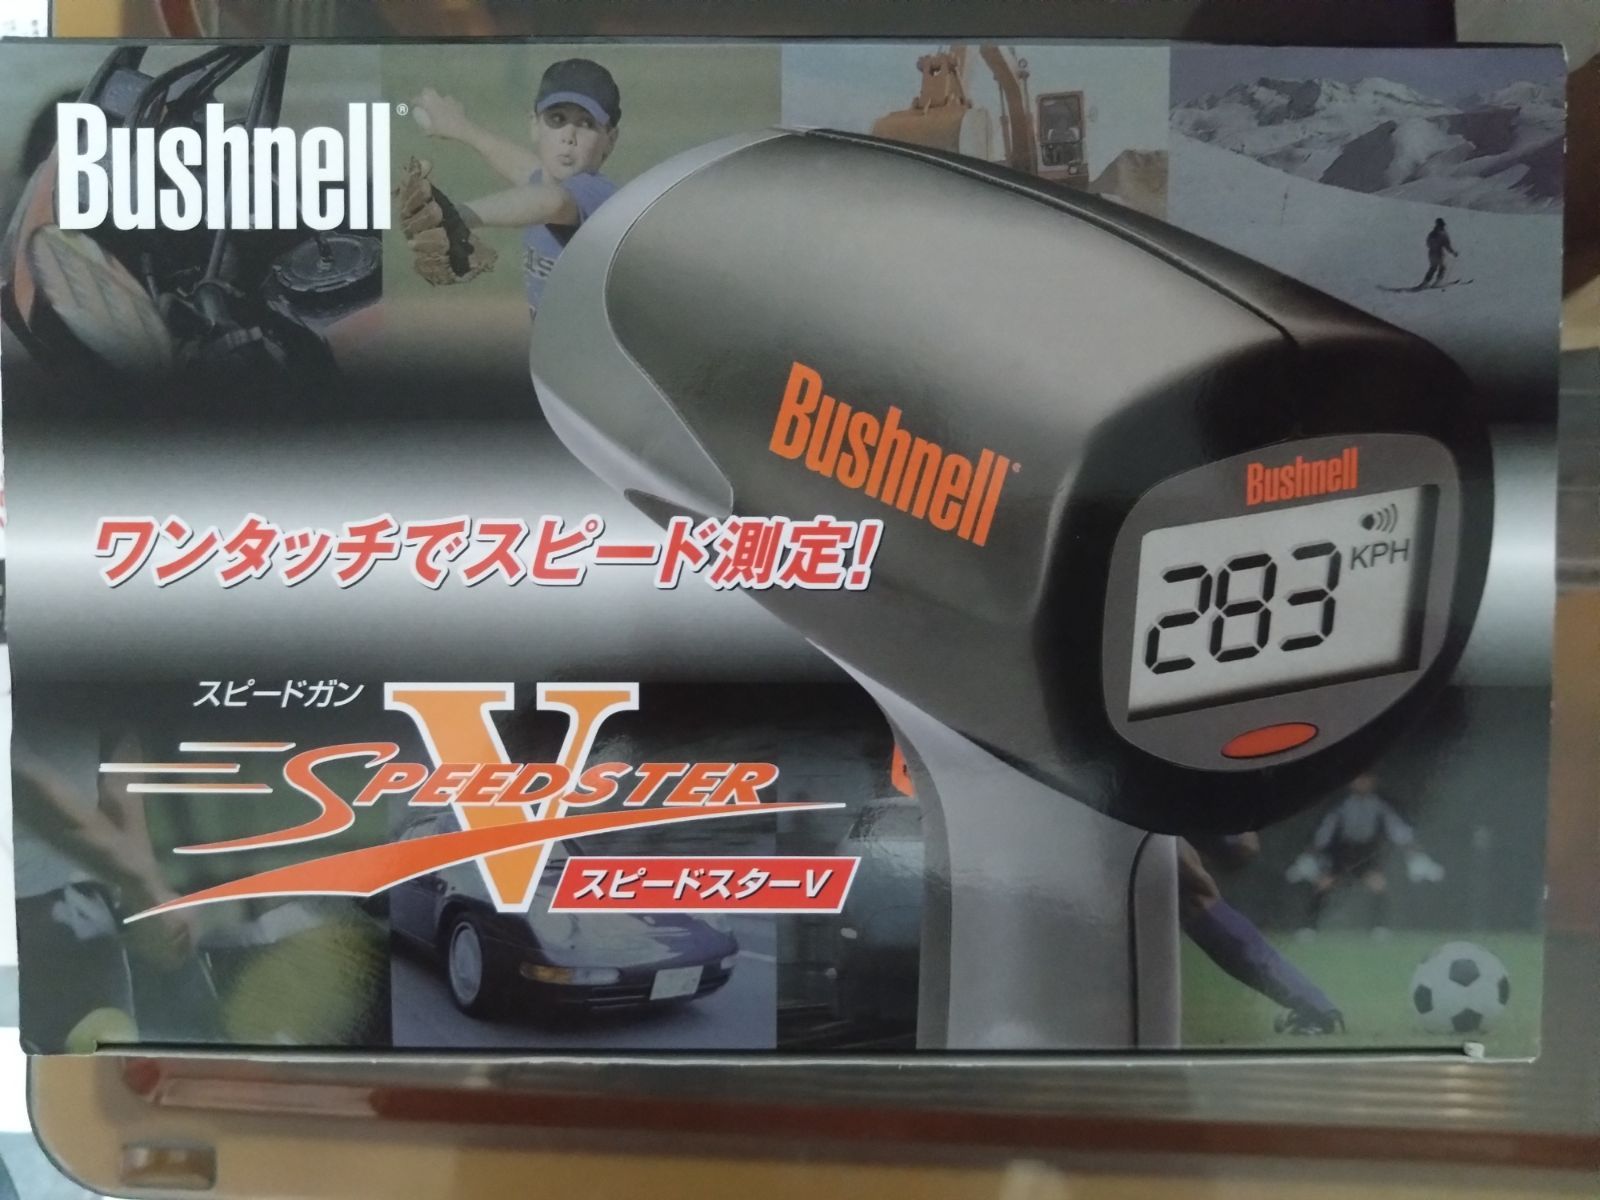 Bushnell®
Bushnell®
Bushnell
283 KPH
ワンタッチでスピード測定!
スピードガン
V
SPEEDSTER
スピードスターV